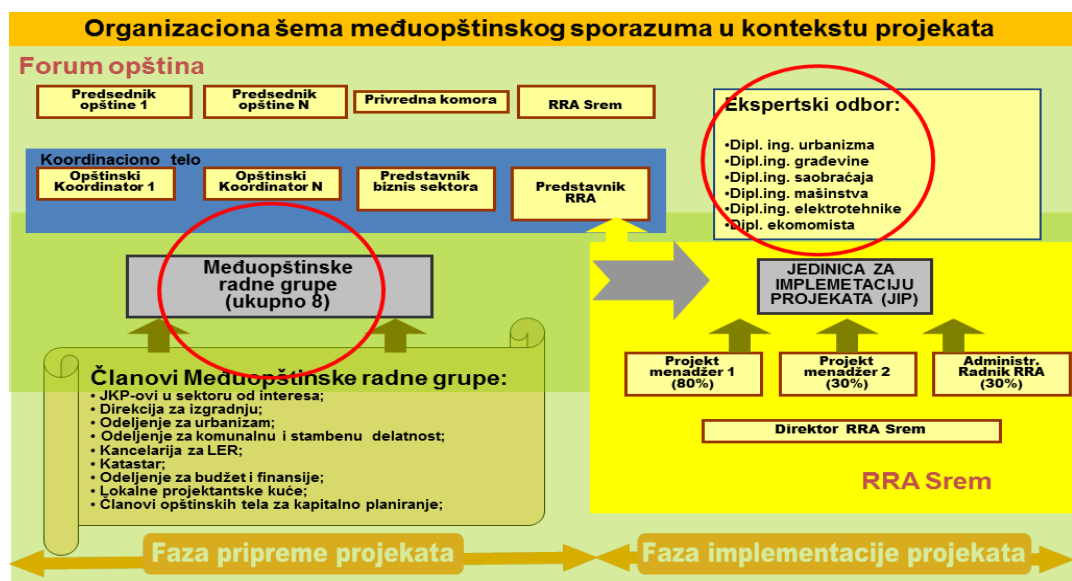 Organizaciona šema međuopštinskog sporazuma u kontekstu projekata
Forum opština
Predsednik
opštine 1
Predsednik
opštine N
Privredna komora
RRA Srem
Koordinaciono telo
Opštinski
Koordinator 1
Opštinski
Koordinator N
Predstavnik
biznis sektora
Predstavnik
RRA
Međuopštinske
radne grupe
(ukupno 8)
Članovi Međuopštinske radne grupe:
• JKP-ovi u sektoru od interesa;
• Direkcija za izgradnju;
• Odeljenje za urbanizam;
• Odeljenje za komunalnu i stambenu delatnost;
• Kancelarija za LER;
• Katastar;
• Odeljenje za budžet i finansije;
• Lokalne projektantske kuće;
• Članovi opštinskih tela za kapitalno planiranje;
Faza pripreme projekata
Ekspertski odbor:
•Dipl. ing. urbanizma
•Dipl.ing. građevine
•Dipl.ing. saobraćaja
•Dipl.ing. mašinstva
•Dipl.ing. elektrotehnike
•Dipl. ekomomista
JEDINICA ZA
IMPLEMETACIJU
PROJEKATA (JIP)
Projekt
menadžer 1
(80%)
Projekt
menadžer 2
(30%)
Administr.
Radnik RRA
(30%)
Direktor RRA Srem
RRA Srem
Faza implementacije projekata